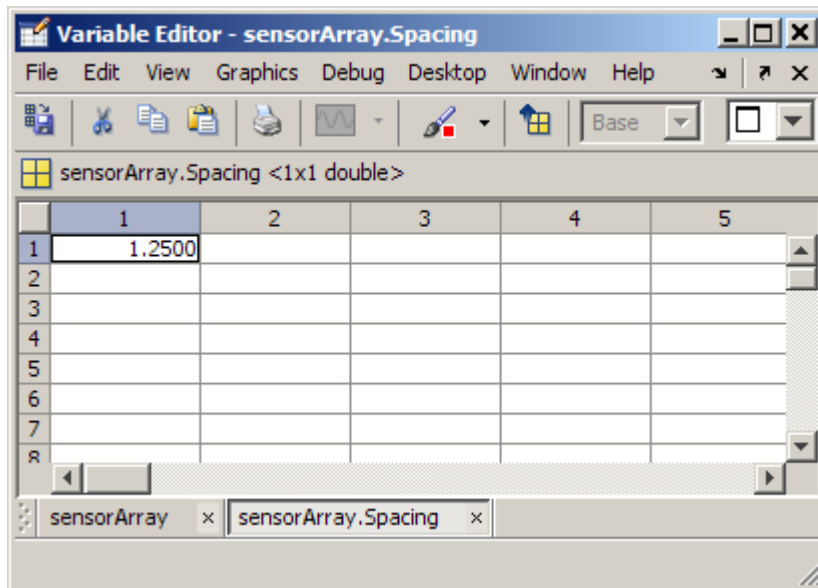 Variable Editor - sensorArray.Spacing
File Edit View Graphics Debug Desktop Window Help
Base
sensorArray.Spacing <1x1 double>
1 2 3 4 5
1 1.2500
2
3
4
5
6
7
8
sensorArray sensorArray.Spacing